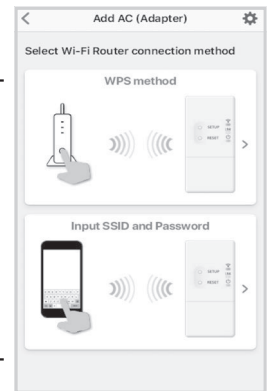 Add AC (Adapter)
Select Wi-Fi Router connection method
WPS method
SETUP
RESET
Input SSID and Password
SETUP
RESET